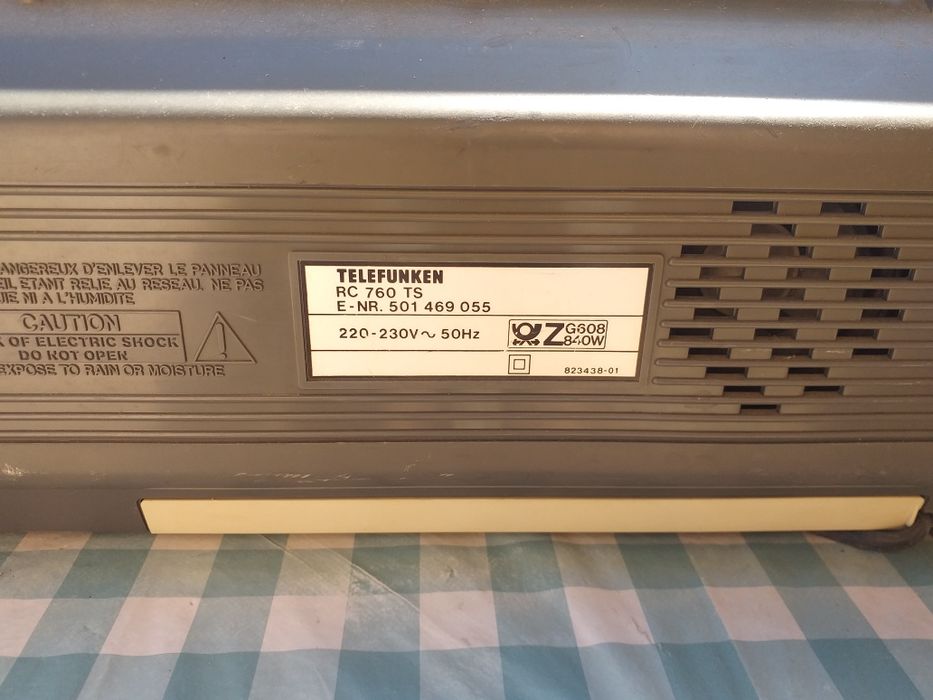 ANGEREUX D'ENLEVER LE PANNEAU
EIL ETANT RELIE AU RESEAU. NE PAS
UIE NI A L'HUMIDITE
CAUTION
K OF ELECTRIC SHOCK
DO NOT OPEN
EXPOSE TO RAIN OR MOISTURE
TELEFUNKEN
RC 760 TS
E-NR. 501 469 055
220-230V~ 50Hz
Z G608
840W
823438-01